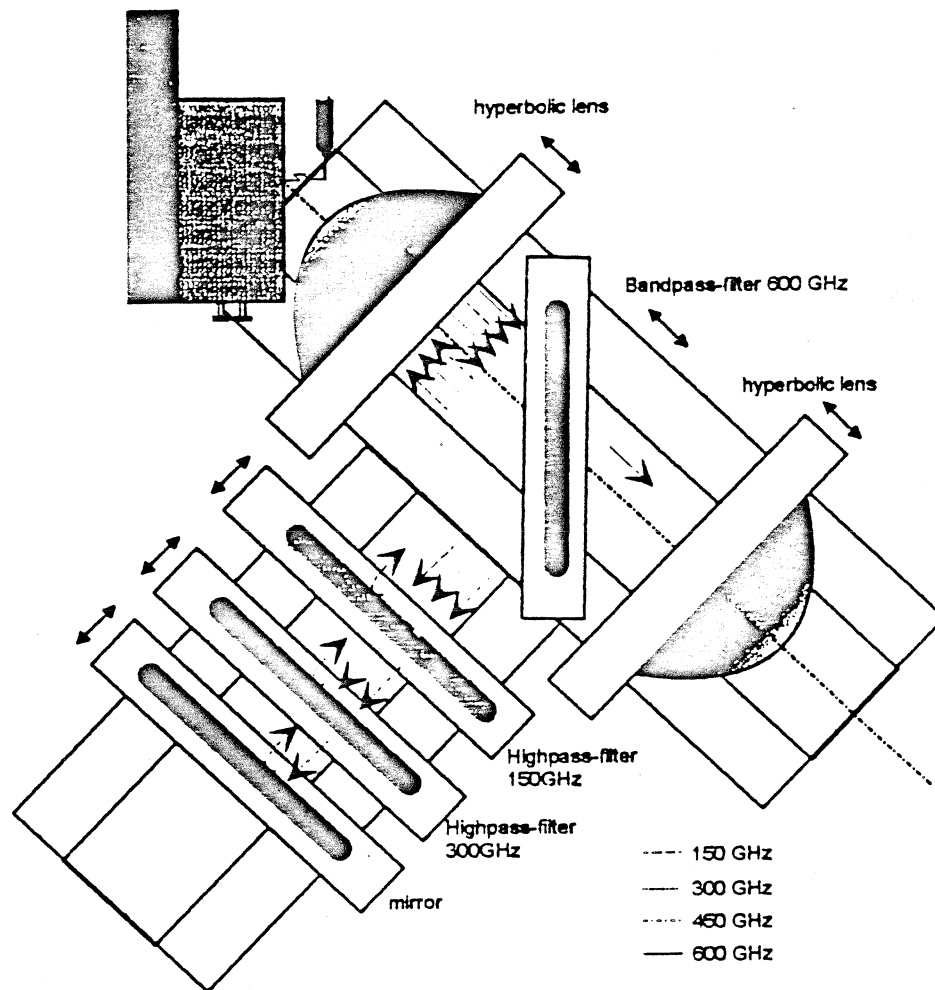 hyperbolic lens
Bandpass-filter 600 GHz
hyperbolic lens
Highpass-filter
150GHz
Highpass-filter
300GHz
mirror
150 GHz
300 GHz
450 GHz
600 GHz